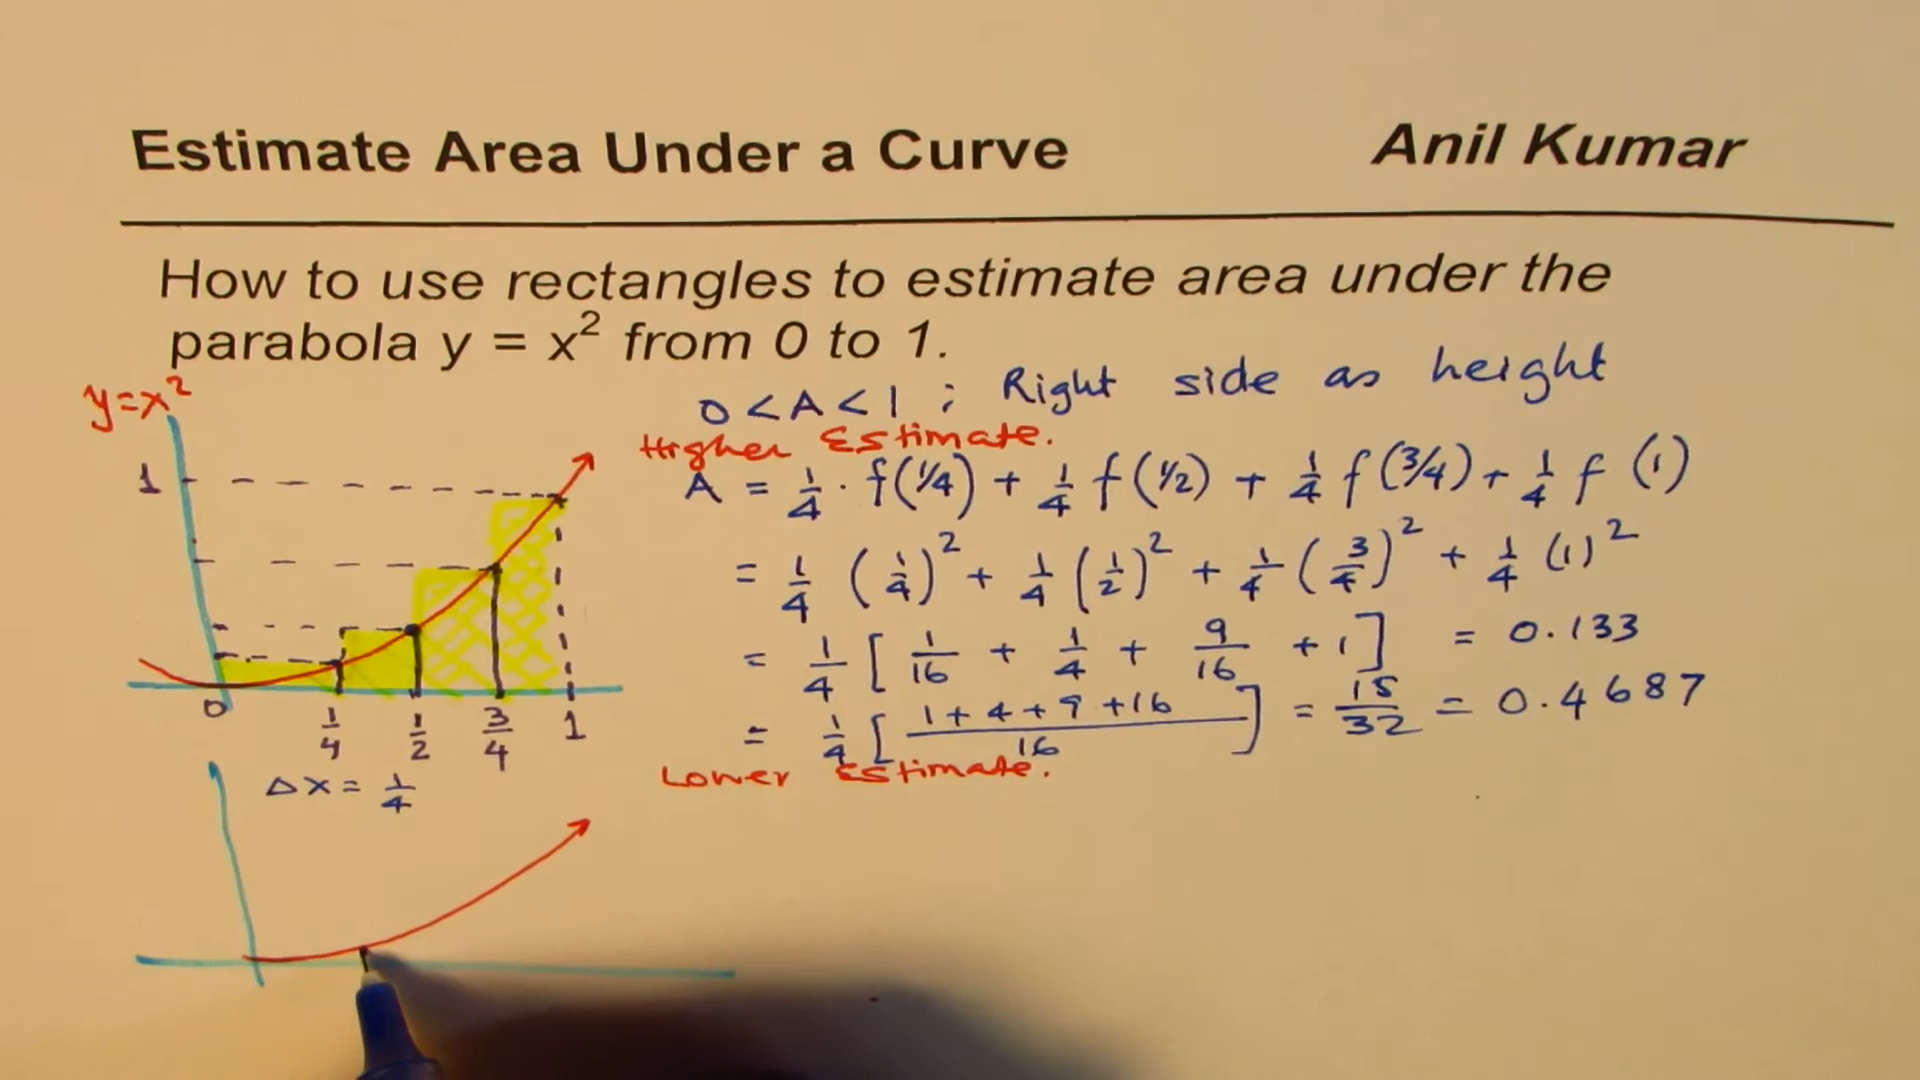 Estimate Area Under a Curve
Anil Kumar
How to use rectangles to estimate area under the
parabola y = x² from 0 to 1.
y=x²
1
0
1/4 1/2 3/4 1
Δx = 1/4
0 < A < 1 ; Right side as height
Higher Estimate.
A = 1/4 · f(1/4) + 1/4 f(1/2) + 1/4 f(3/4) + 1/4 f (1)
= 1/4 (1/4)² + 1/4 (1/2)² + 1/4 (3/4)² + 1/4 (1)²
= 1/4 [ 1/16 + 1/4 + 9/16 + 1 ] = 0.133
= 1/4 [ (1+4+9+16)/16 ] = 15/32 = 0.4687
Lower Estimate.